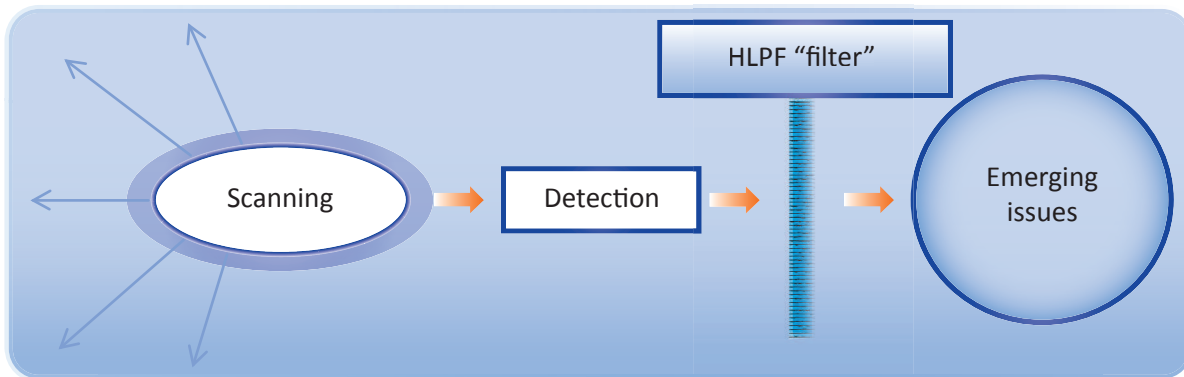 HLPF “filter”
Scanning
Detection
Emerging
issues